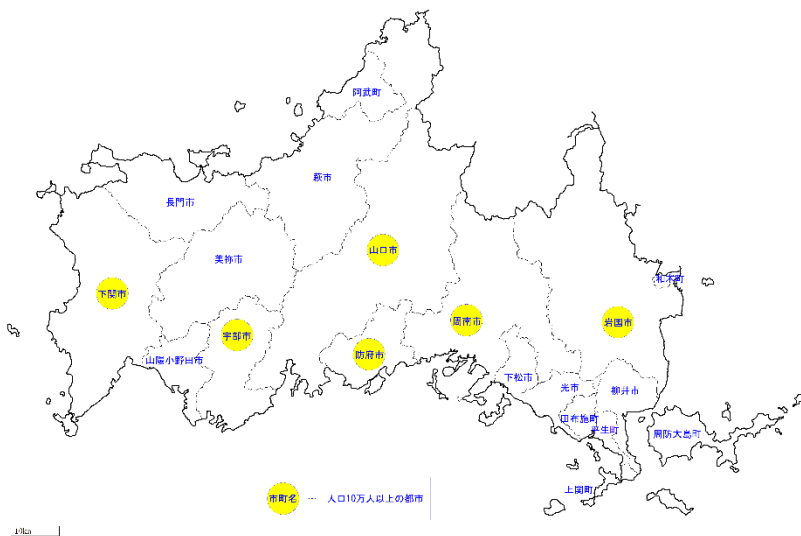 阿武町
萩市
長門市
美祢市
山口市
下関市
宇部市
山陽小野田市
防府市
周南市
岩国市
和木町
下松市
光市
柳井市
田布施町
平生町
周防大島町
上関町
市町名 … 人口10万人以上の都市
10km